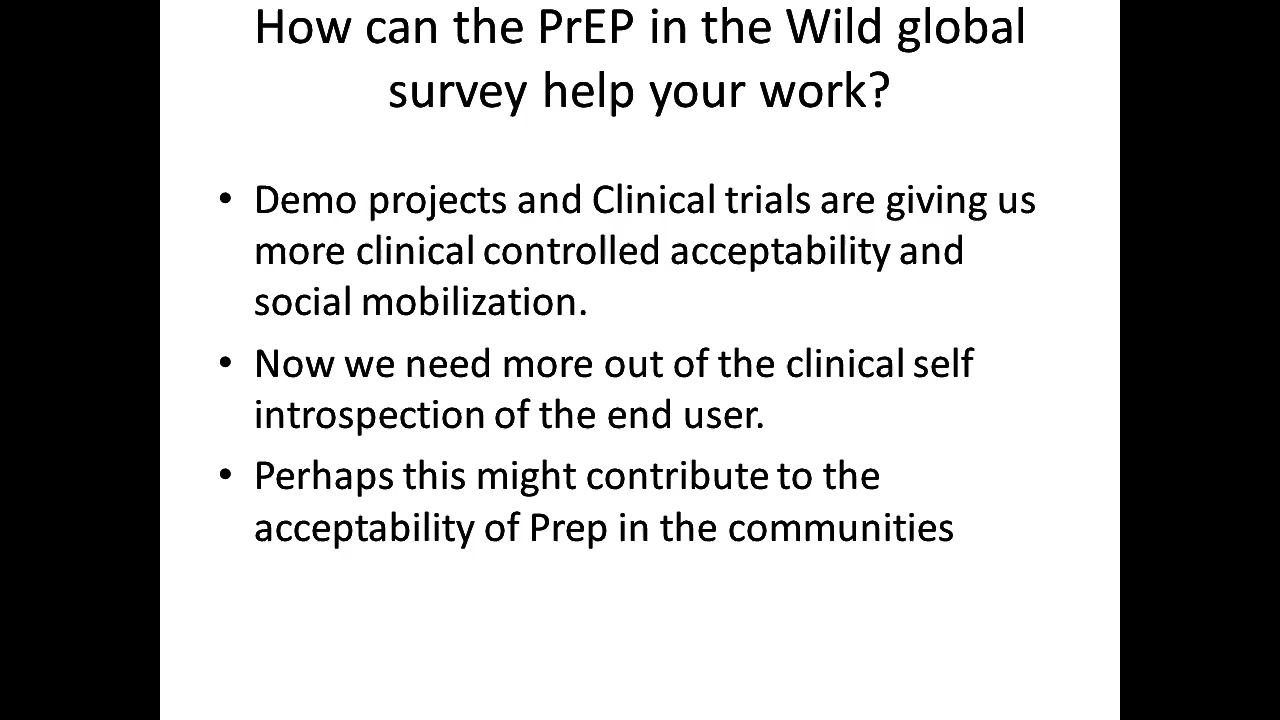 How can the PrEP in the Wild global
survey help your work?
• Demo projects and Clinical trials are giving us
more clinical controlled acceptability and
social mobilization.
• Now we need more out of the clinical self
introspection of the end user.
• Perhaps this might contribute to the
acceptability of Prep in the communities